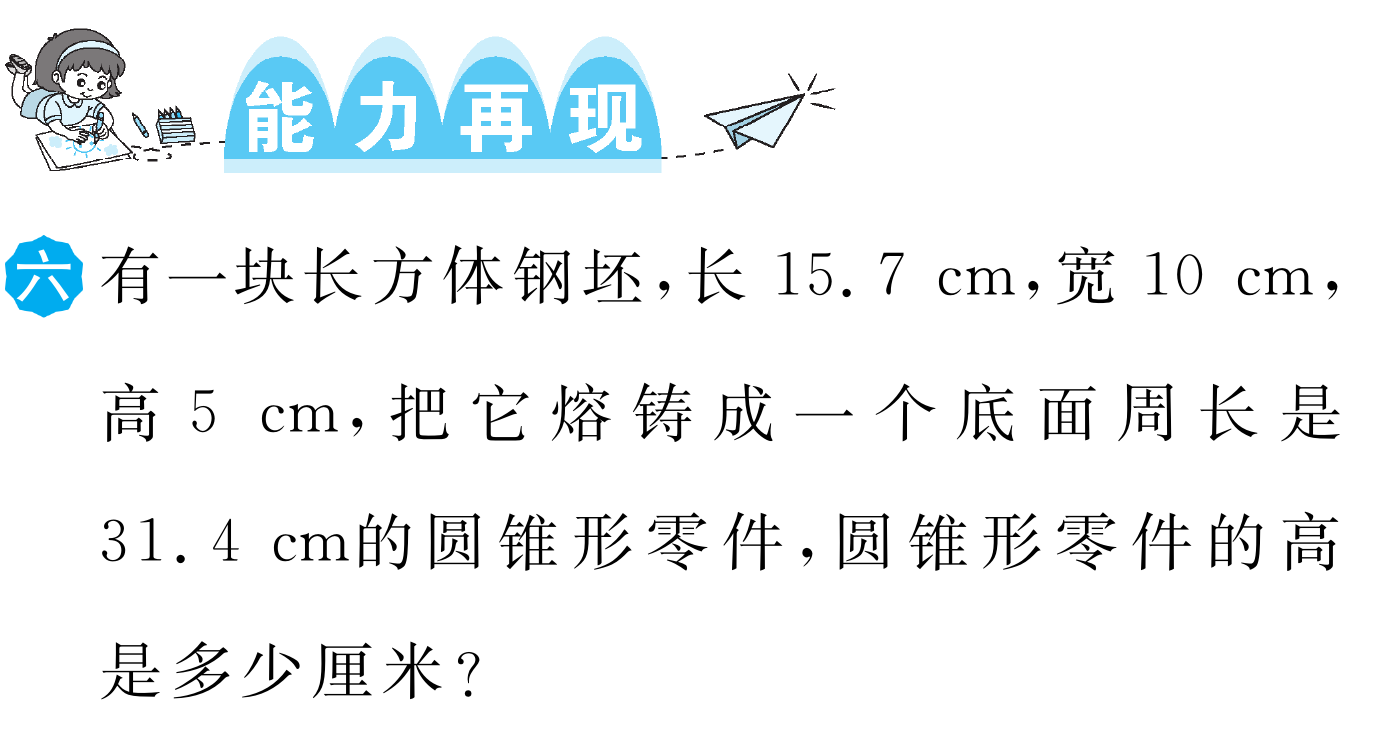 能力再现
六 有一块长方体钢坯,长 15.7 cm,宽 10 cm,
高 5 cm,把它熔铸成一个底面周长是
31.4 cm的圆锥形零件,圆锥形零件的高
是多少厘米?